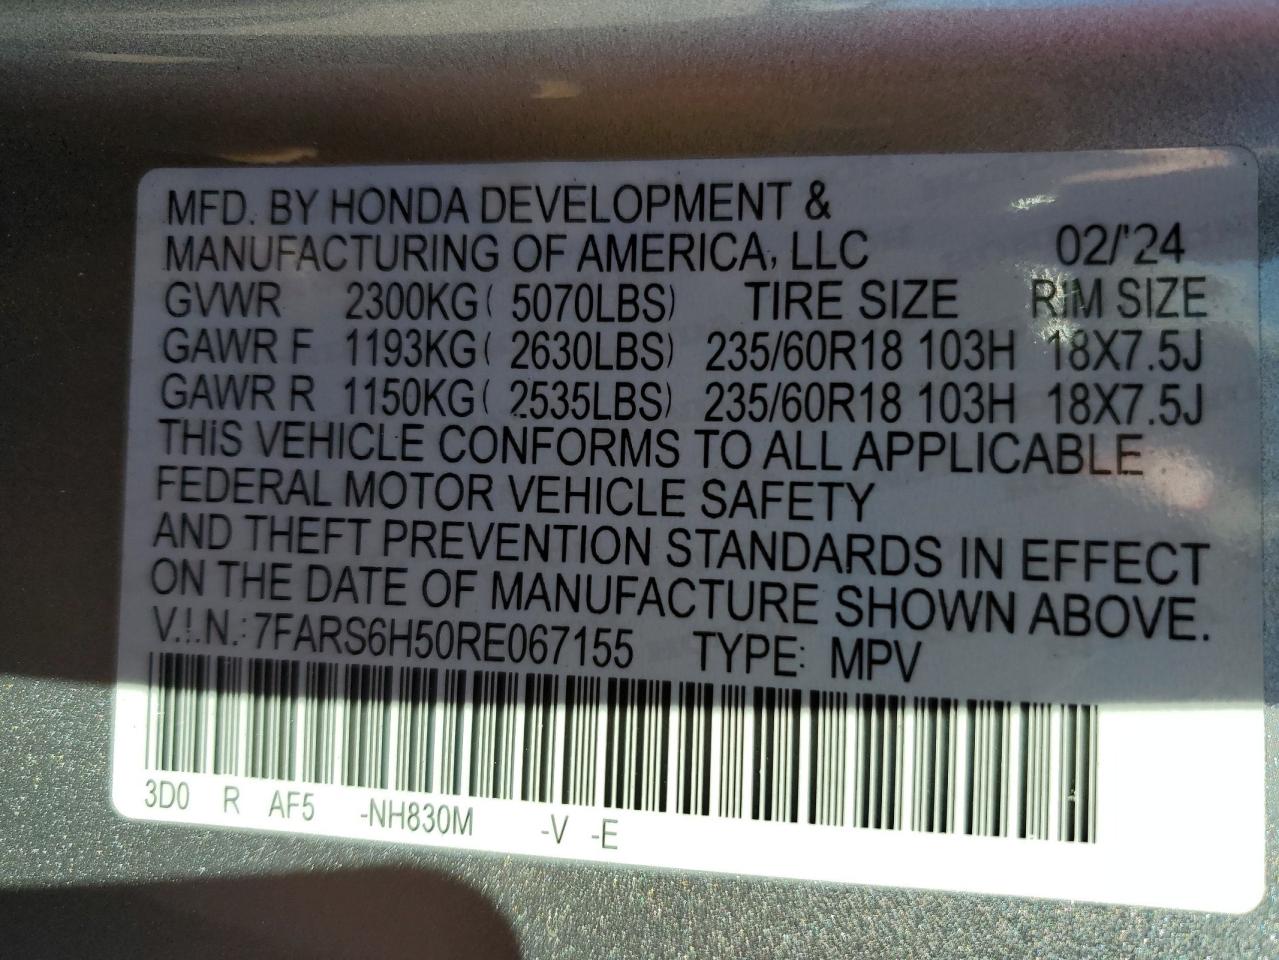 MFD. BY HONDA DEVELOPMENT &
MANUFACTURING OF AMERICA, LLC 02/'24
GVWR 2300KG( 5070LBS) TIRE SIZE RIM SIZE
GAWR F 1193KG( 2630LBS) 235/60R18 103H 18X7.5J
GAWR R 1150KG( 2535LBS) 235/60R18 103H 18X7.5J
THIS VEHICLE CONFORMS TO ALL APPLICABLE
FEDERAL MOTOR VEHICLE SAFETY
AND THEFT PREVENTION STANDARDS IN EFFECT
ON THE DATE OF MANUFACTURE SHOWN ABOVE.
V.I.N.: 7FARS6H50RE067155 TYPE: MPV
3D0 R AF5 -NH830M -V -E